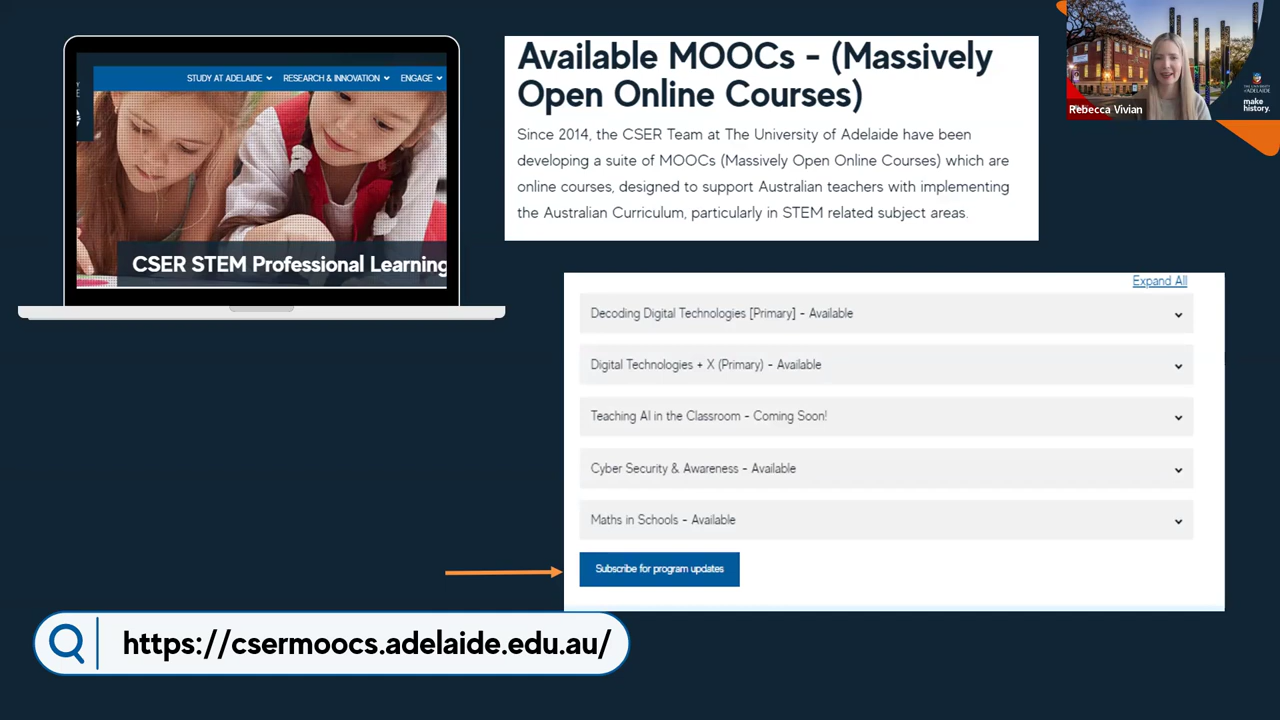 STUDY AT ADELAIDE
RESEARCH & INNOVATION
ENGAGE
CSER STEM Professional Learning
Available MOOCs - (Massively
Open Online Courses)
Since 2014, the CSER Team at The University of Adelaide have been
developing a suite of MOOCs (Massively Open Online Courses) which are
online courses, designed to support Australian teachers with implementing
the Australian Curriculum, particularly in STEM related subject areas.
Rebecca Vivian
make
history.
Expand All
Decoding Digital Technologies [Primary] - Available
Digital Technologies + X (Primary) - Available
Teaching AI in the Classroom - Coming Soon!
Cyber Security & Awareness - Available
Maths in Schools - Available
Subscribe for program updates
https://csermoocs.adelaide.edu.au/